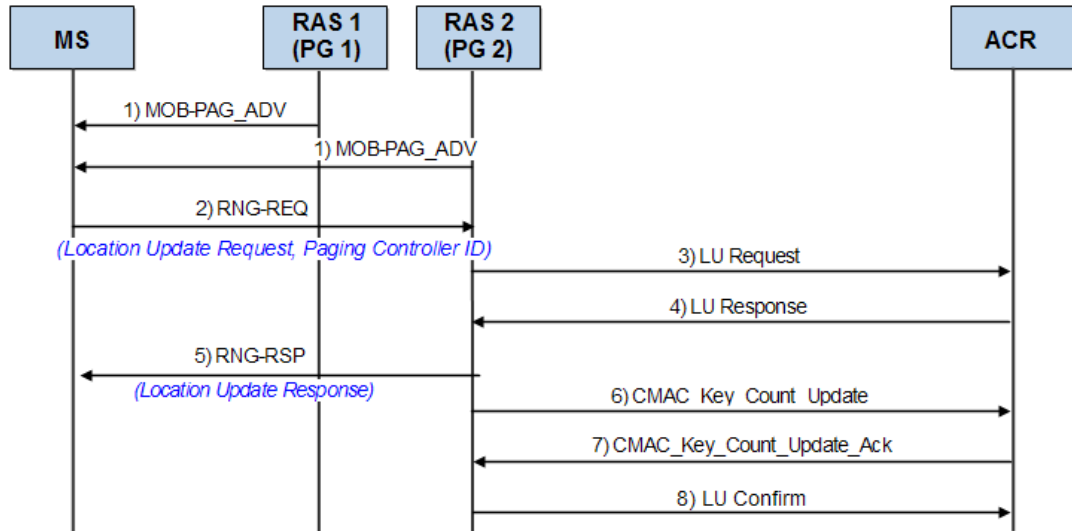 MS
RAS 1
(PG 1)
RAS 2
(PG 2)
ACR
1) MOB-PAG_ADV
1) MOB-PAG_ADV
2) RNG-REQ
(Location Update Request, Paging Controller ID)
3) LU Request
4) LU Response
5) RNG-RSP
(Location Update Response)
6) CMAC_Key_Count_Update
7) CMAC_Key_Count_Update_Ack
8) LU Confirm